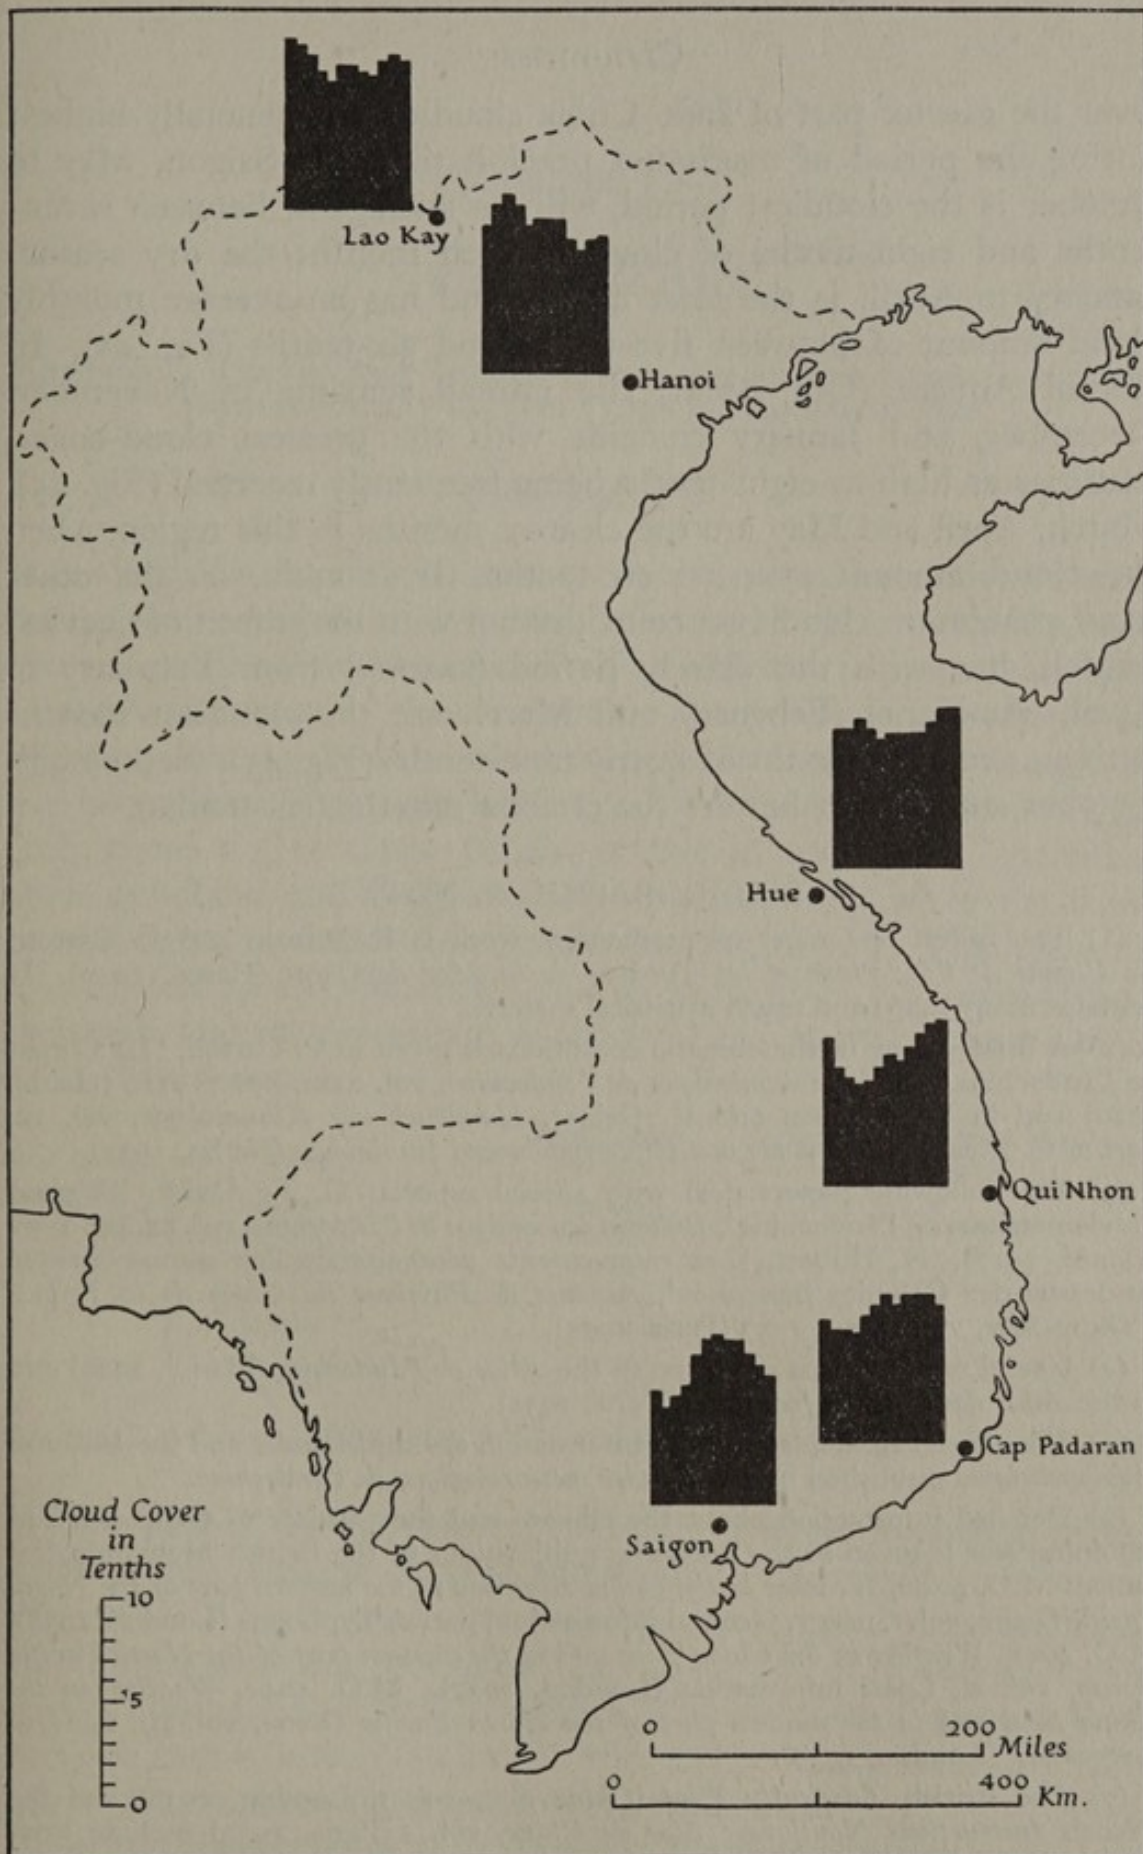 Lao Kay
Hanoi
Hue
Qui Nhon
Cap Padaran
Saigon
Cloud Cover
in
Tenths
10
5
0
0 200
Miles
0 400
Km.